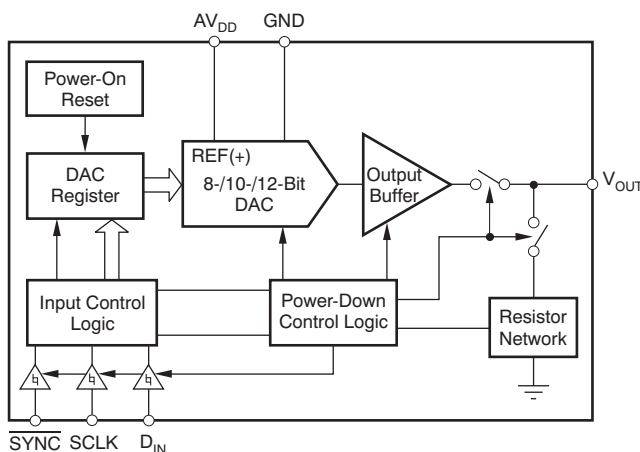 AVDD GND
Power-On
Reset
DAC
Register
REF(+)
8-/10-/12-Bit
DAC
Output
Buffer
VOUT
Input Control
Logic
Power-Down
Control Logic
Resistor
Network
SYNC SCLK DIN